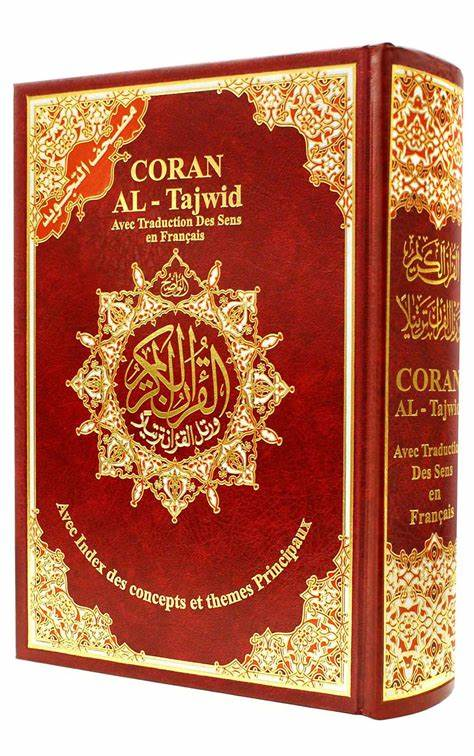 مصحف التجويد
CORAN
AL - Tajwid
Avec Traduction Des Sens
en Français
الواضح
القرآن الكريم
ورتل القرآن ترتيلا
Avec Index des concepts et themes Principaux
القرآن الكريم
ورتل القرآن ترتيلا
CORAN
AL - Tajwid
Avec Traduction
Des Sens
en
Français